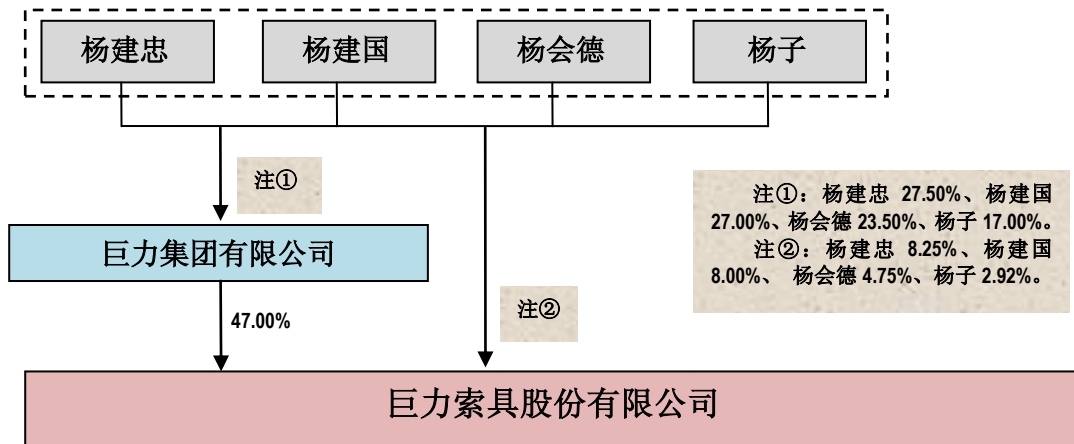 杨建忠
杨建国
杨会德
杨子
注①
巨力集团有限公司
注①：杨建忠 27.50%、杨建国
27.00%、杨会德 23.50%、杨子 17.00%。
注②：杨建忠 8.25%、杨建国
8.00%、 杨会德 4.75%、杨子 2.92%。
注②
47.00%
巨力索具股份有限公司